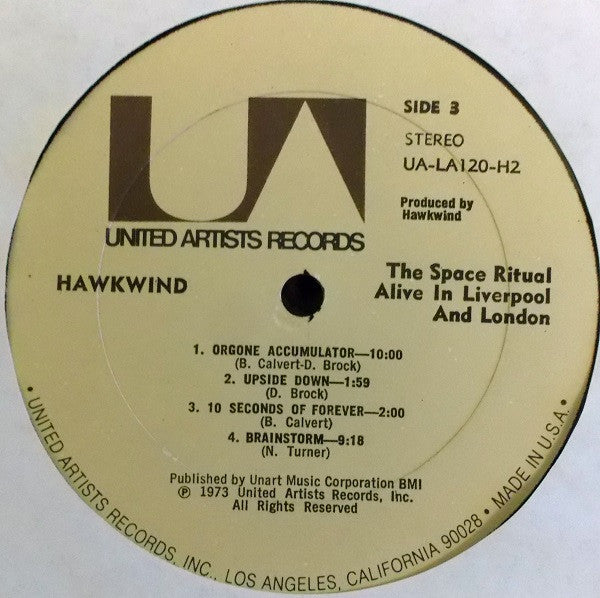 UA
UNITED ARTISTS RECORDS
SIDE 3
STEREO
UA-LA120-H2
Produced by
Hawkwind
HAWKWIND
The Space Ritual
Alive In Liverpool
And London
1. ORGONE ACCUMULATOR—10:00
(B. Calvert-D. Brock)
2. UPSIDE DOWN—1:59
(D. Brock)
3. 10 SECONDS OF FOREVER—2:00
(B. Calvert)
4. BRAINSTORM—9:18
(N. Turner)
Published by Unart Music Corporation BMI
℗ 1973 United Artists Records, Inc.
All Rights Reserved
• UNITED ARTISTS RECORDS, INC., LOS ANGELES, CALIFORNIA 90028 • MADE IN U.S.A. •